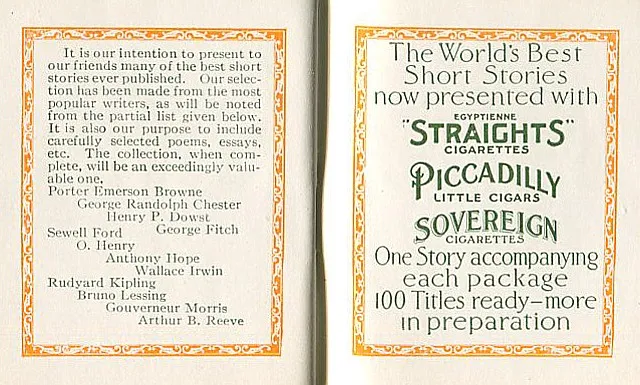 It is our intention to present to
our friends many of the best short
stories ever published. Our selec-
tion has been made from the most
popular writers, as will be noted
from the partial list given below.
It is also our purpose to include
carefully selected poems, essays,
etc. The collection, when com-
plete, will be an exceedingly valu-
able one.
Porter Emerson Browne
George Randolph Chester
Henry P. Dowst
George Fitch
Sewell Ford
O. Henry
Anthony Hope
Wallace Irwin
Rudyard Kipling
Bruno Lessing
Gouverneur Morris
Arthur B. Reeve
The World's Best
Short Stories
now presented with
EGYPTIENNE
"STRAIGHTS"
CIGARETTES
PICCADILLY
LITTLE CIGARS
SOVEREIGN
CIGARETTES
One Story accompanying
each package
100 Titles ready—more
in preparation